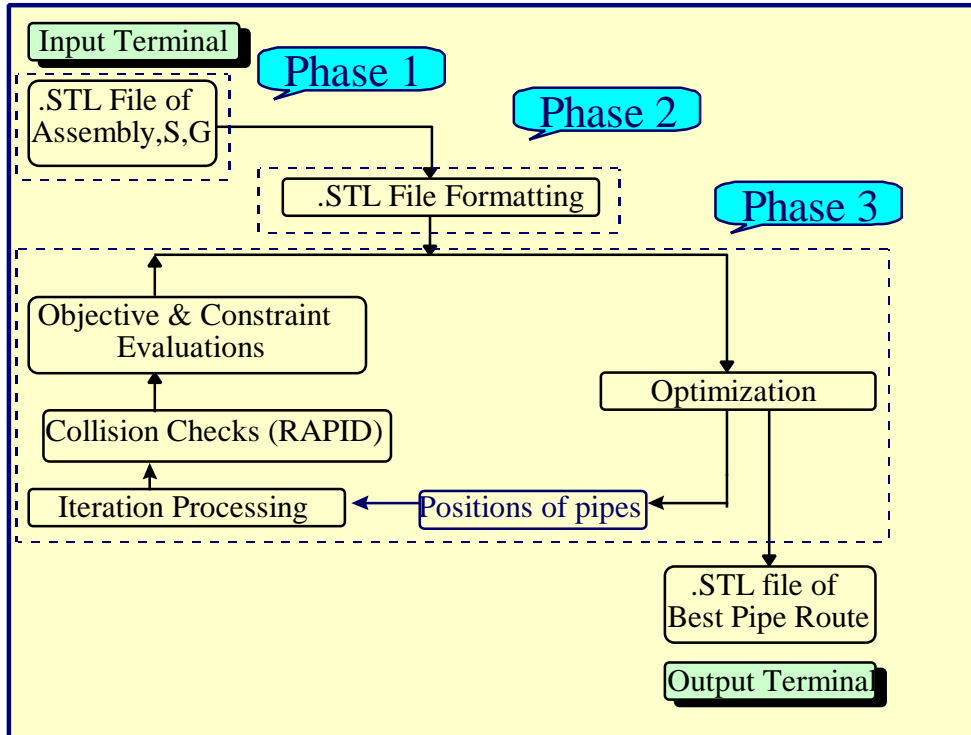 Input Terminal
Phase 1
.STL File of
Assembly,S,G
Phase 2
.STL File Formatting
Phase 3
Objective & Constraint
Evaluations
Optimization
Collision Checks (RAPID)
Iteration Processing
Positions of pipes
.STL file of
Best Pipe Route
Output Terminal